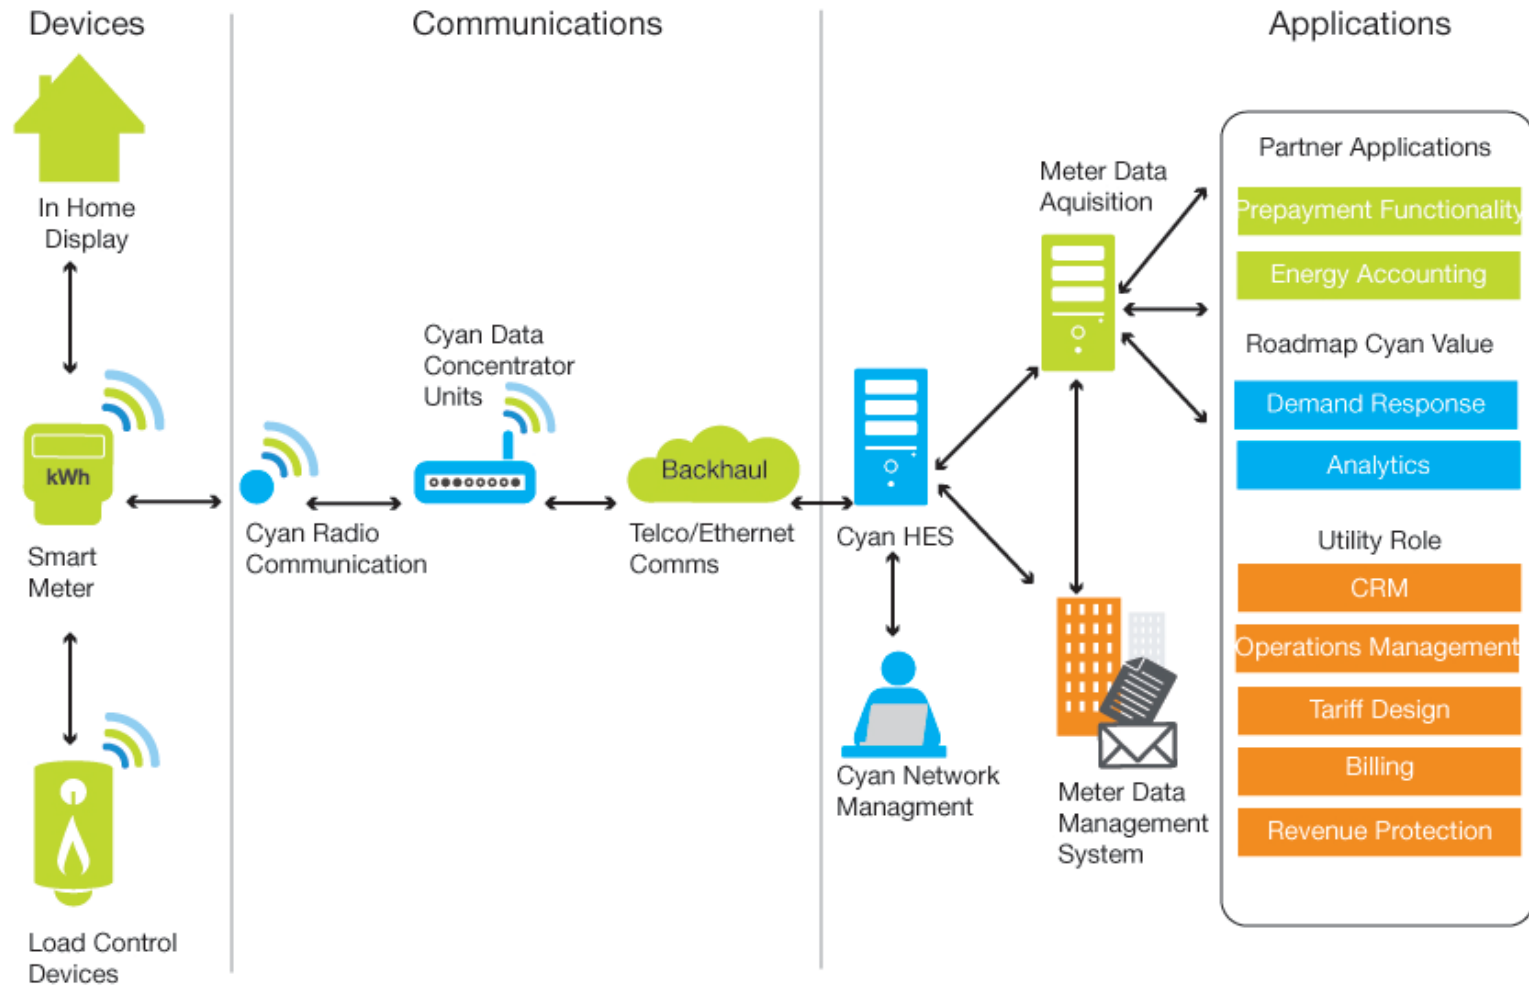 Devices
Communications
Applications
In Home
Display
kWh
Smart
Meter
Load Control
Devices
Cyan Radio
Communication
Cyan Data
Concentrator
Units
Backhaul
Telco/Ethernet
Comms
Cyan HES
Cyan Network
Managment
Meter Data
Aquisition
Meter Data
Management
System
Partner Applications
Prepayment Functionality
Energy Accounting
Roadmap Cyan Value
Demand Response
Analytics
Utility Role
CRM
Operations Management
Tariff Design
Billing
Revenue Protection